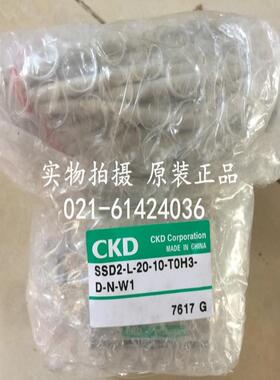 实物拍摄 原装正品
021-61424036
CKD
CKD Corporation
MADE IN CHINA
SSD2-L-20-10-T0H3-
D-N-W1
7617 G